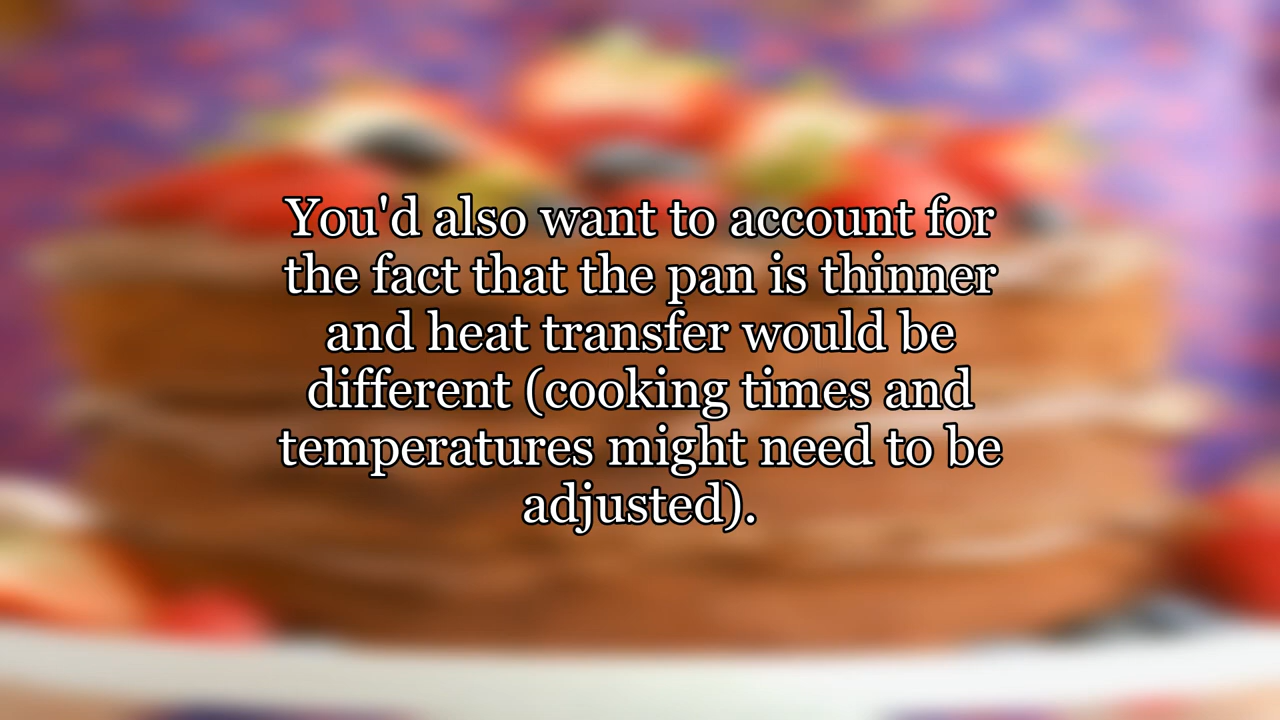 You'd also want to account for
the fact that the pan is thinner
and heat transfer would be
different (cooking times and
temperatures might need to be
adjusted).